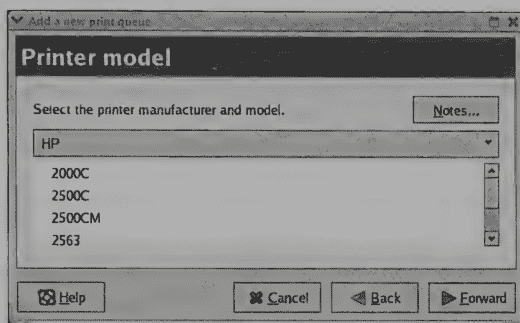 Add a new print queue
Printer model
Select the printer manufacturer and model.
Notes...
HP
2000C
2500C
2500CM
2563
Help
Cancel
Back
Forward